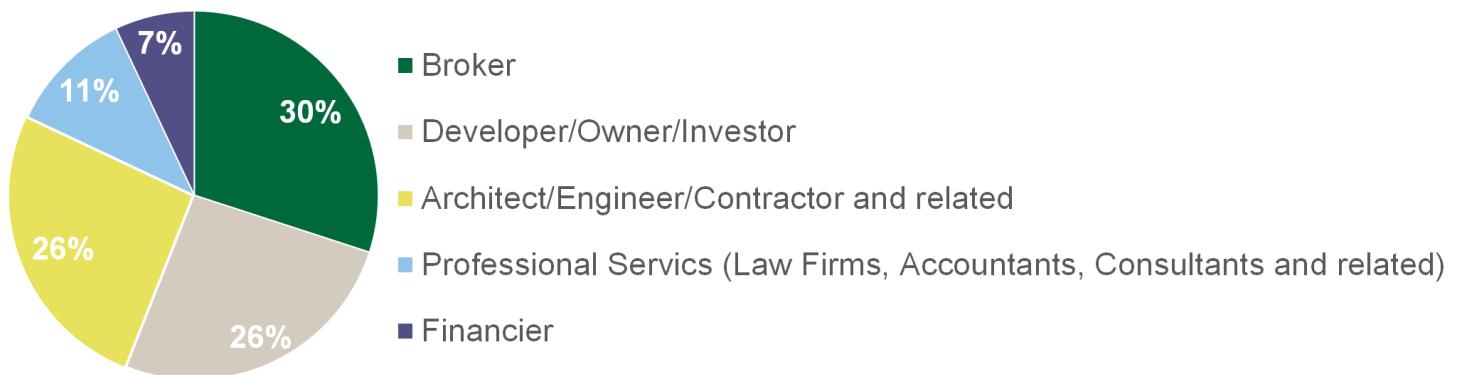 7%
11%
30%
26%
26%
Broker
Developer/Owner/Investor
Architect/Engineer/Contractor and related
Professional Servics (Law Firms, Accountants, Consultants and related)
Financier